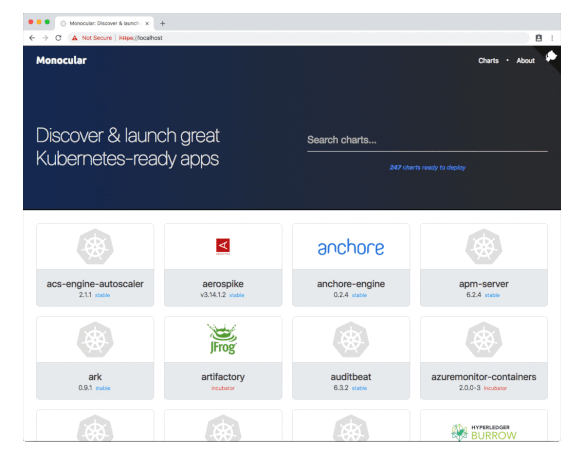 Monocular: Discover & launch
Not Secure | https://localhost
Monocular
Charts • About
Discover & launch great
Kubernetes-ready apps
Search charts...
247 charts ready to deploy
anchore
acs-engine-autoscaler
2.1.1 stable
aerospike
v3.14.1.2 stable
anchore-engine
0.2.4 stable
apm-server
6.2.4 stable
JFrog
ark
0.9.1 stable
artifactory
incubator
auditbeat
6.3.2 stable
azuremonitor-containers
2.0.0-3 incubator
HYPERLEDGER
BURROW